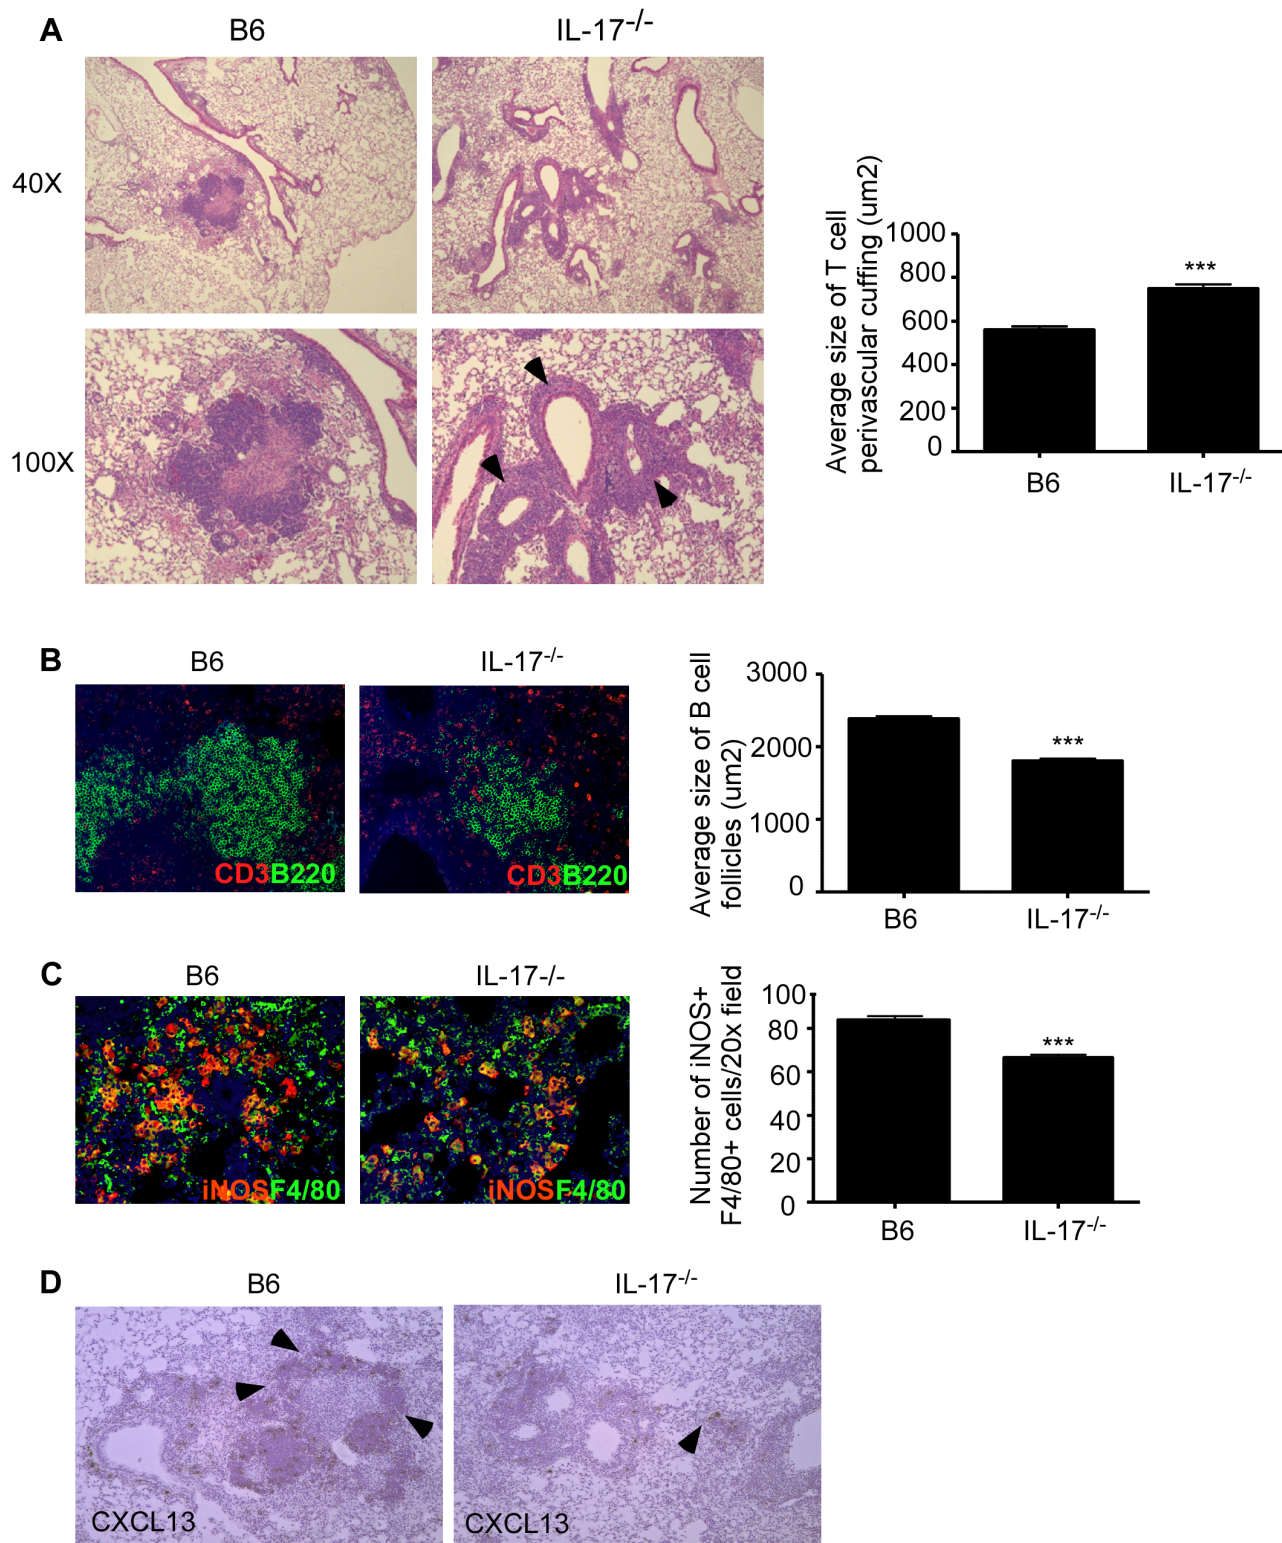 A
B6
IL-17-/-
40X
100X
Average size of T cell
perivascular cuffing (um2)
1000
800
600
400
200
0
***
B6
IL-17-/-
B
B6
IL-17-/-
CD3B220
CD3B220
Average size of B cell
follicles (um2)
3000
2000
1000
0
***
B6
IL-17-/-
C
B6
IL-17-/-
iNOSF4/80
iNOSF4/80
Number of iNOS+
F4/80+ cells/20x field
100
80
60
40
20
0
***
B6
IL-17-/-
D
B6
IL-17-/-
CXCL13
CXCL13